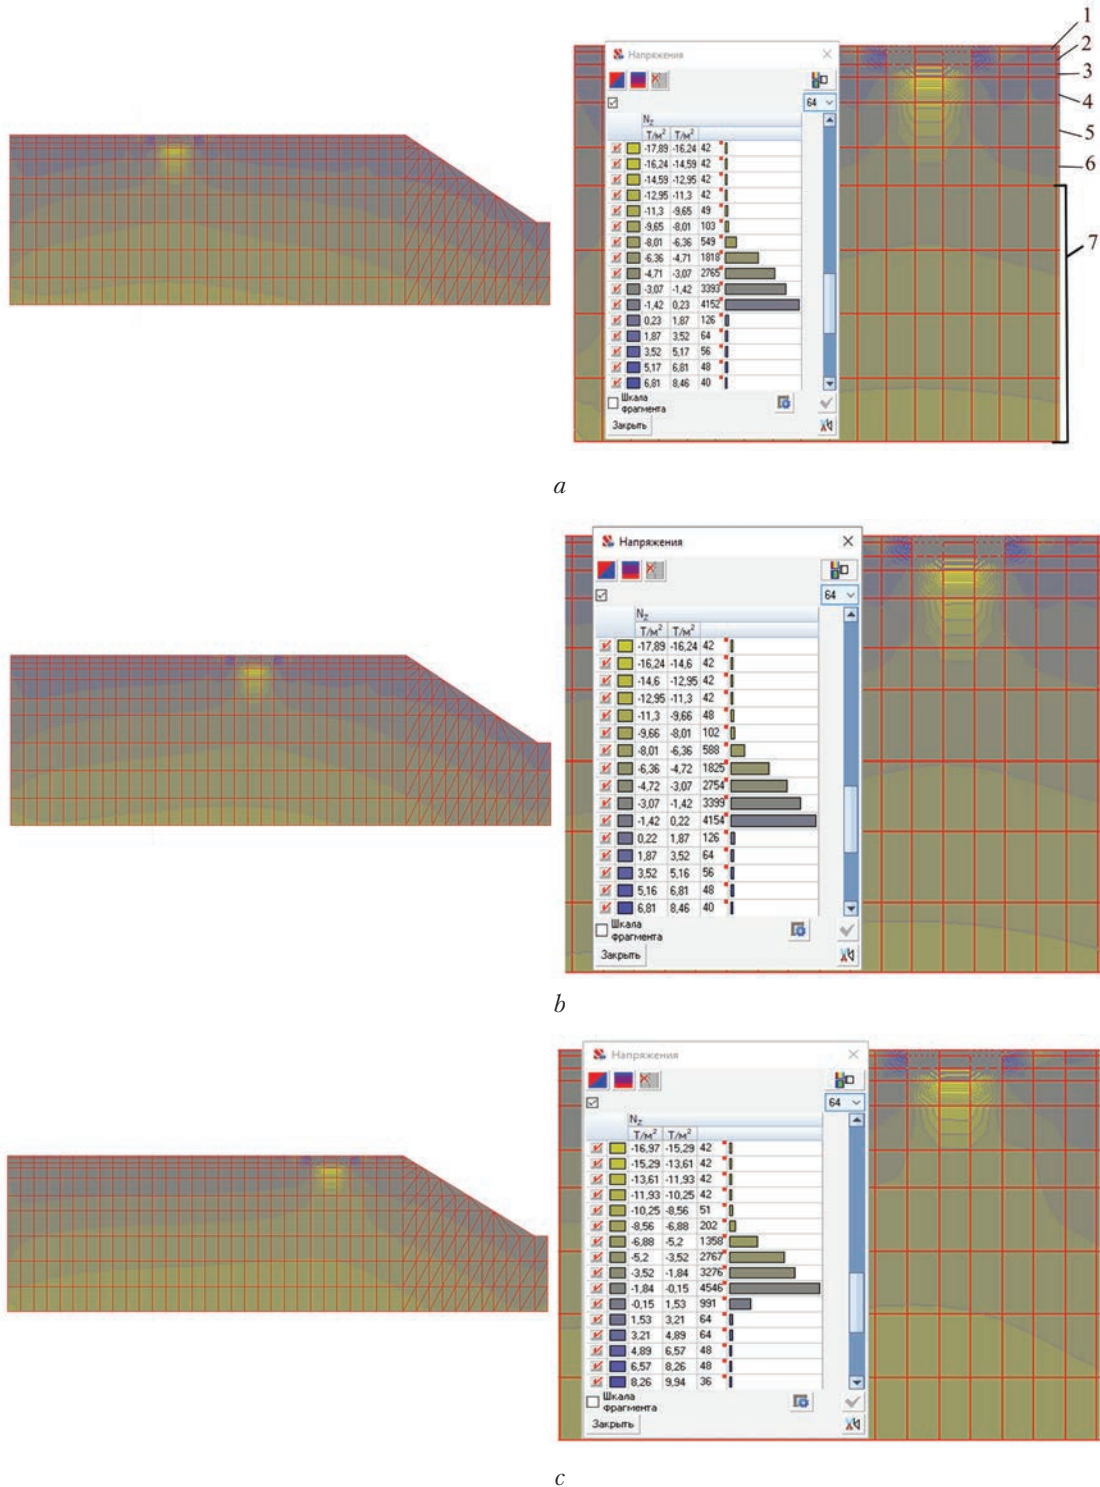 1
2
3
4
5
6
7
Напряжения
64
Nz
Т/м² Т/м²
-17,89 -16,24 42
-16,24 -14,59 42
-14,59 -12,95 42
-12,95 -11,3 42
-11,3 -9,65 49
-9,65 -8,01 103
-8,01 -6,36 549
-6,36 -4,71 1818
-4,71 -3,07 2765
-3,07 -1,42 3393
-1,42 0,23 4152
0,23 1,87 126
1,87 3,52 64
3,52 5,17 56
5,17 6,81 48
6,81 8,46 40
Шкала
фрагмента
Закрыть
a
Напряжения
64
Nz
Т/м² Т/м²
-17,89 -16,24 42
-16,24 -14,6 42
-14,6 -12,95 42
-12,95 -11,3 42
-11,3 -9,66 48
-9,66 -8,01 102
-8,01 -6,36 588
-6,36 -4,72 1825
-4,72 -3,07 2754
-3,07 -1,42 3399
-1,42 0,22 4154
0,22 1,87 126
1,87 3,52 64
3,52 5,16 56
5,16 6,81 48
6,81 8,46 40
Шкала
фрагмента
Закрыть
b
Напряжения
64
Nz
Т/м² Т/м²
-16,97 -15,29 42
-15,29 -13,61 42
-13,61 -11,93 42
-11,93 -10,25 42
-10,25 -8,56 51
-8,56 -6,88 202
-6,88 -5,2 1358
-5,2 -3,52 2767
-3,52 -1,84 3276
-1,84 -0,15 4546
-0,15 1,53 991
1,53 3,21 64
3,21 4,89 64
4,89 6,57 48
6,57 8,26 48
8,26 9,94 36
Шкала
фрагмента
Закрыть
c